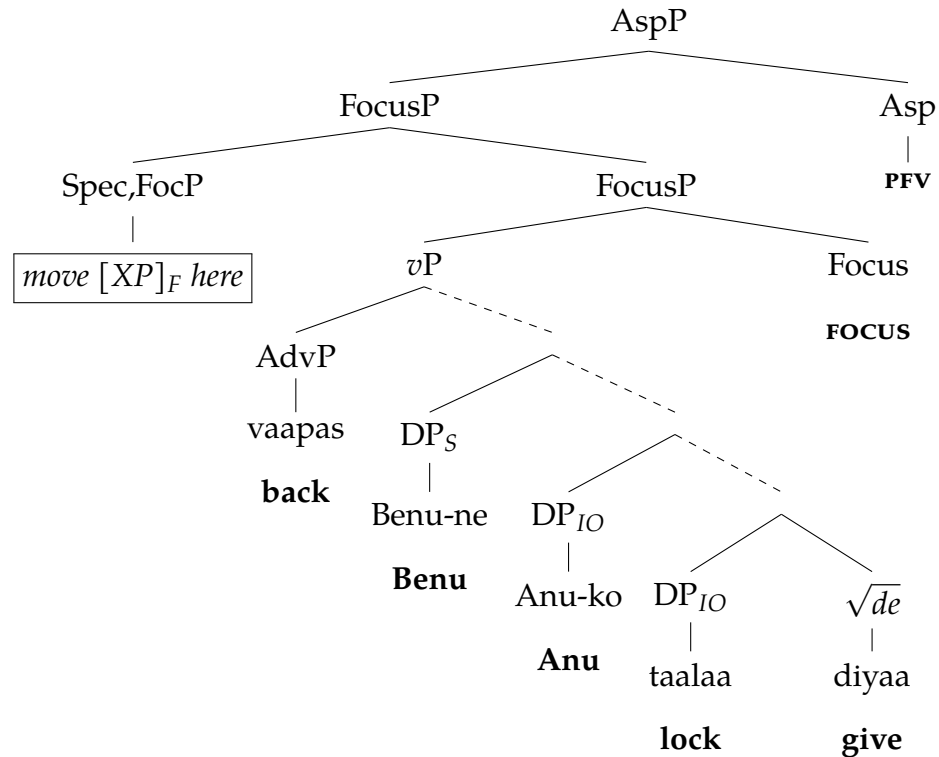 AspP
FocusP Asp
Spec,FocP FocusP PFV
move [XP]F here vP Focus
FOCUS
AdvP
vaapas DPS
back
Benu-ne DPIO
Benu
Anu-ko DPIO √de
Anu
taalaa diyaa
lock give